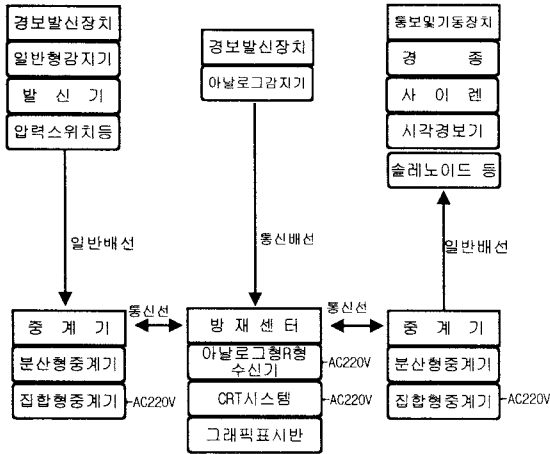 경보발신장치
일반형감지기
발 신 기
압력스위치등
경보발신장치
아날로그감지기
통보및기동장치
경 종
사 이 렌
시각경보기
솔레노이드 등
일반배선
통신배선
일반배선
중 계 기
분산형중계기
집합형중계기
AC220V
통신선
방 재 센터
아날로그형R형
수신기
AC220V
CRT시스템
AC220V
그래픽표시반
통신선
중 계 기
분산형중계기
집합형중계기
AC220V